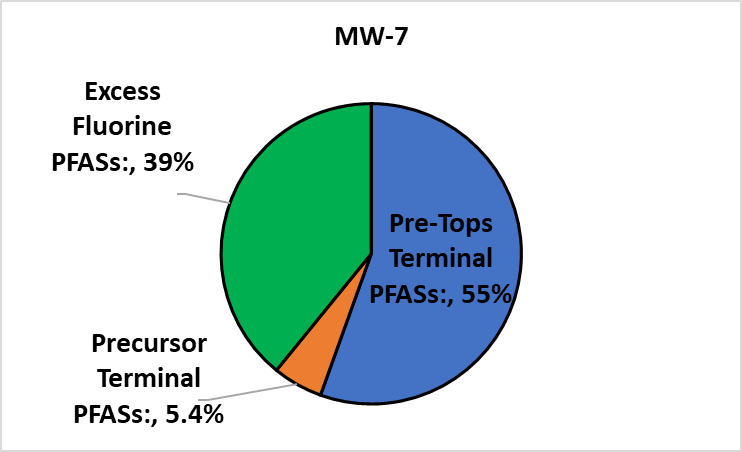 MW-7
Excess
Fluorine
PFASs:, 39%
Pre-Tops
Terminal
PFASs:, 55%
Precursor
Terminal
PFASs:, 5.4%